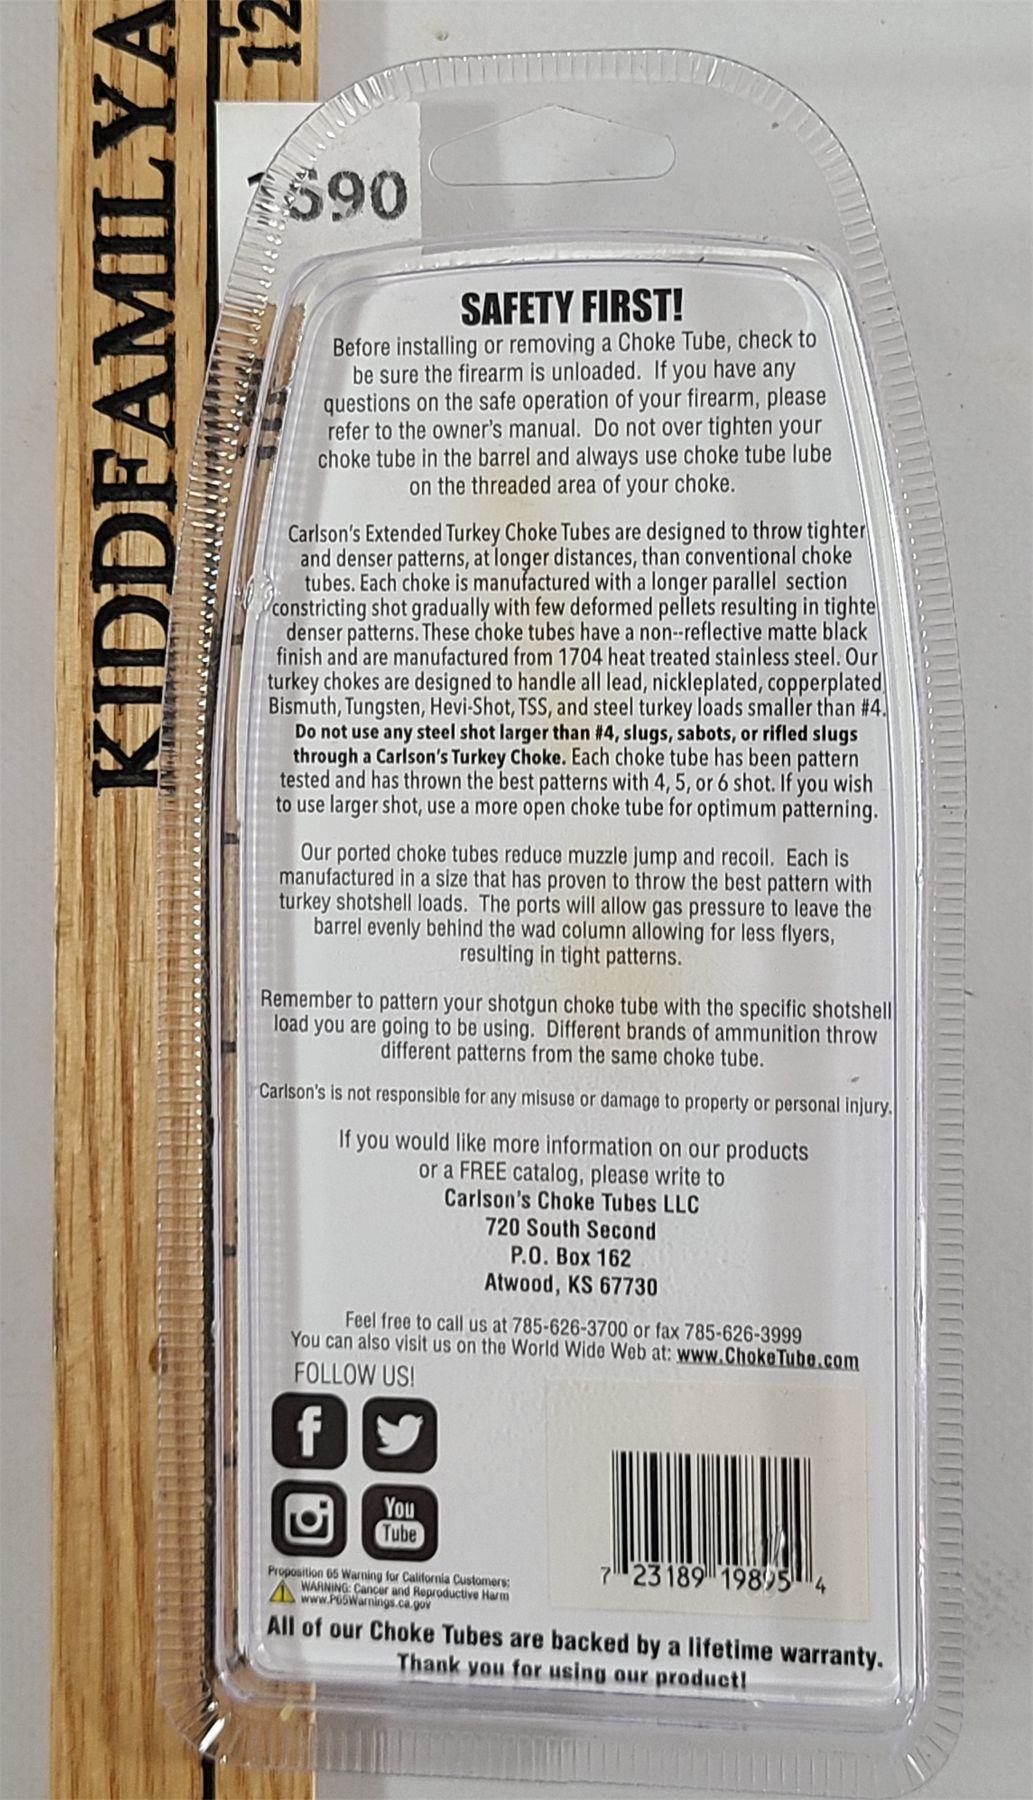 KIDDFAMILYA
12
1690
SAFETY FIRST!
Before installing or removing a Choke Tube, check to
be sure the firearm is unloaded. If you have any
questions on the safe operation of your firearm, please
refer to the owner's manual. Do not over tighten your
choke tube in the barrel and always use choke tube lube
on the threaded area of your choke.
Carlson's Extended Turkey Choke Tubes are designed to throw tighter
and denser patterns, at longer distances, than conventional choke
tubes. Each choke is manufactured with a longer parallel section
constricting shot gradually with few deformed pellets resulting in tighte
denser patterns. These choke tubes have a non--reflective matte black
finish and are manufactured from 1704 heat treated stainless steel. Our
turkey chokes are designed to handle all lead, nickleplated, copperplated,
Bismuth, Tungsten, Hevi-Shot, TSS, and steel turkey loads smaller than #4.
Do not use any steel shot larger than #4, slugs, sabots, or rifled slugs
through a Carlson's Turkey Choke. Each choke tube has been pattern
tested and has thrown the best patterns with 4, 5, or 6 shot. If you wish
to use larger shot, use a more open choke tube for optimum patterning.
Our ported choke tubes reduce muzzle jump and recoil. Each is
manufactured in a size that has proven to throw the best pattern with
turkey shotshell loads. The ports will allow gas pressure to leave the
barrel evenly behind the wad column allowing for less flyers,
resulting in tight patterns.
Remember to pattern your shotgun choke tube with the specific shotshell
load you are going to be using. Different brands of ammunition throw
different patterns from the same choke tube.
Carlson's is not responsible for any misuse or damage to property or personal injury.
If you would like more information on our products
or a FREE catalog, please write to
Carlson's Choke Tubes LLC
720 South Second
P.O. Box 162
Atwood, KS 67730
Feel free to call us at 785-626-3700 or fax 785-626-3999
You can also visit us on the World Wide Web at: www.ChokeTube.com
FOLLOW US!
You
Tube
Proposition 65 Warning for California Customers:
WARNING: Cancer and Reproductive Harm
www.P65Warnings.ca.gov
7 23189 19895 4
All of our Choke Tubes are backed by a lifetime warranty.
Thank you for using our product!